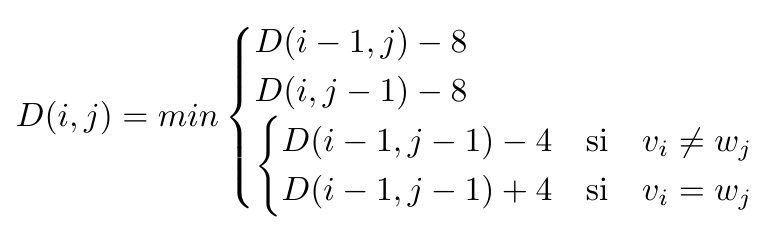 D(i − 1, j) − 8
D(i, j − 1) − 8
D(i, j) = min
D(i − 1, j − 1) − 4 si v_i ≠ w_j
D(i − 1, j − 1) + 4 si v_i = w_j